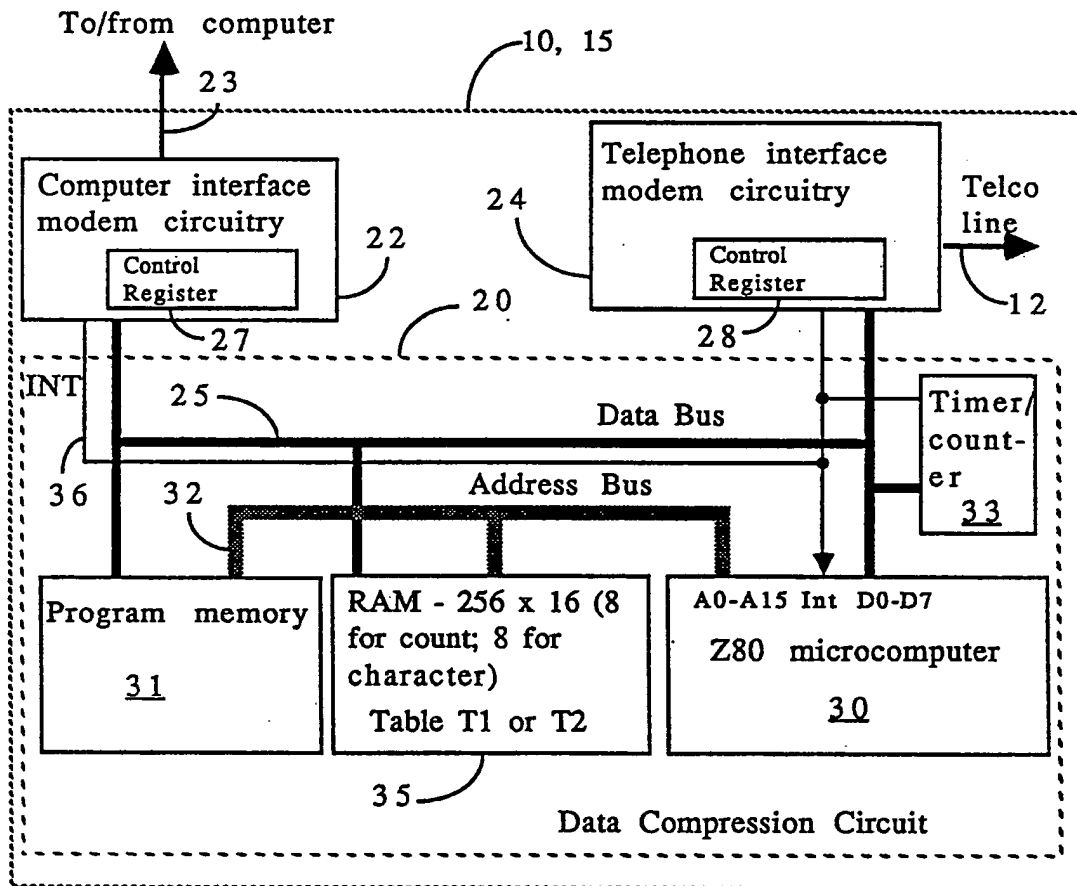 To/from computer
10, 15
23
Computer interface
modem circuitry
Control
Register
22
27
Telephone interface
modem circuitry
Control
Register
24
28
Telco
line
12
20
INT
36
25
Data Bus
32
Address Bus
Timer/
count-
er
33
Program memory
31
RAM - 256 x 16 (8
for count; 8 for
character)
Table T1 or T2
35
A0-A15 Int D0-D7
Z80 microcomputer
30
Data Compression Circuit